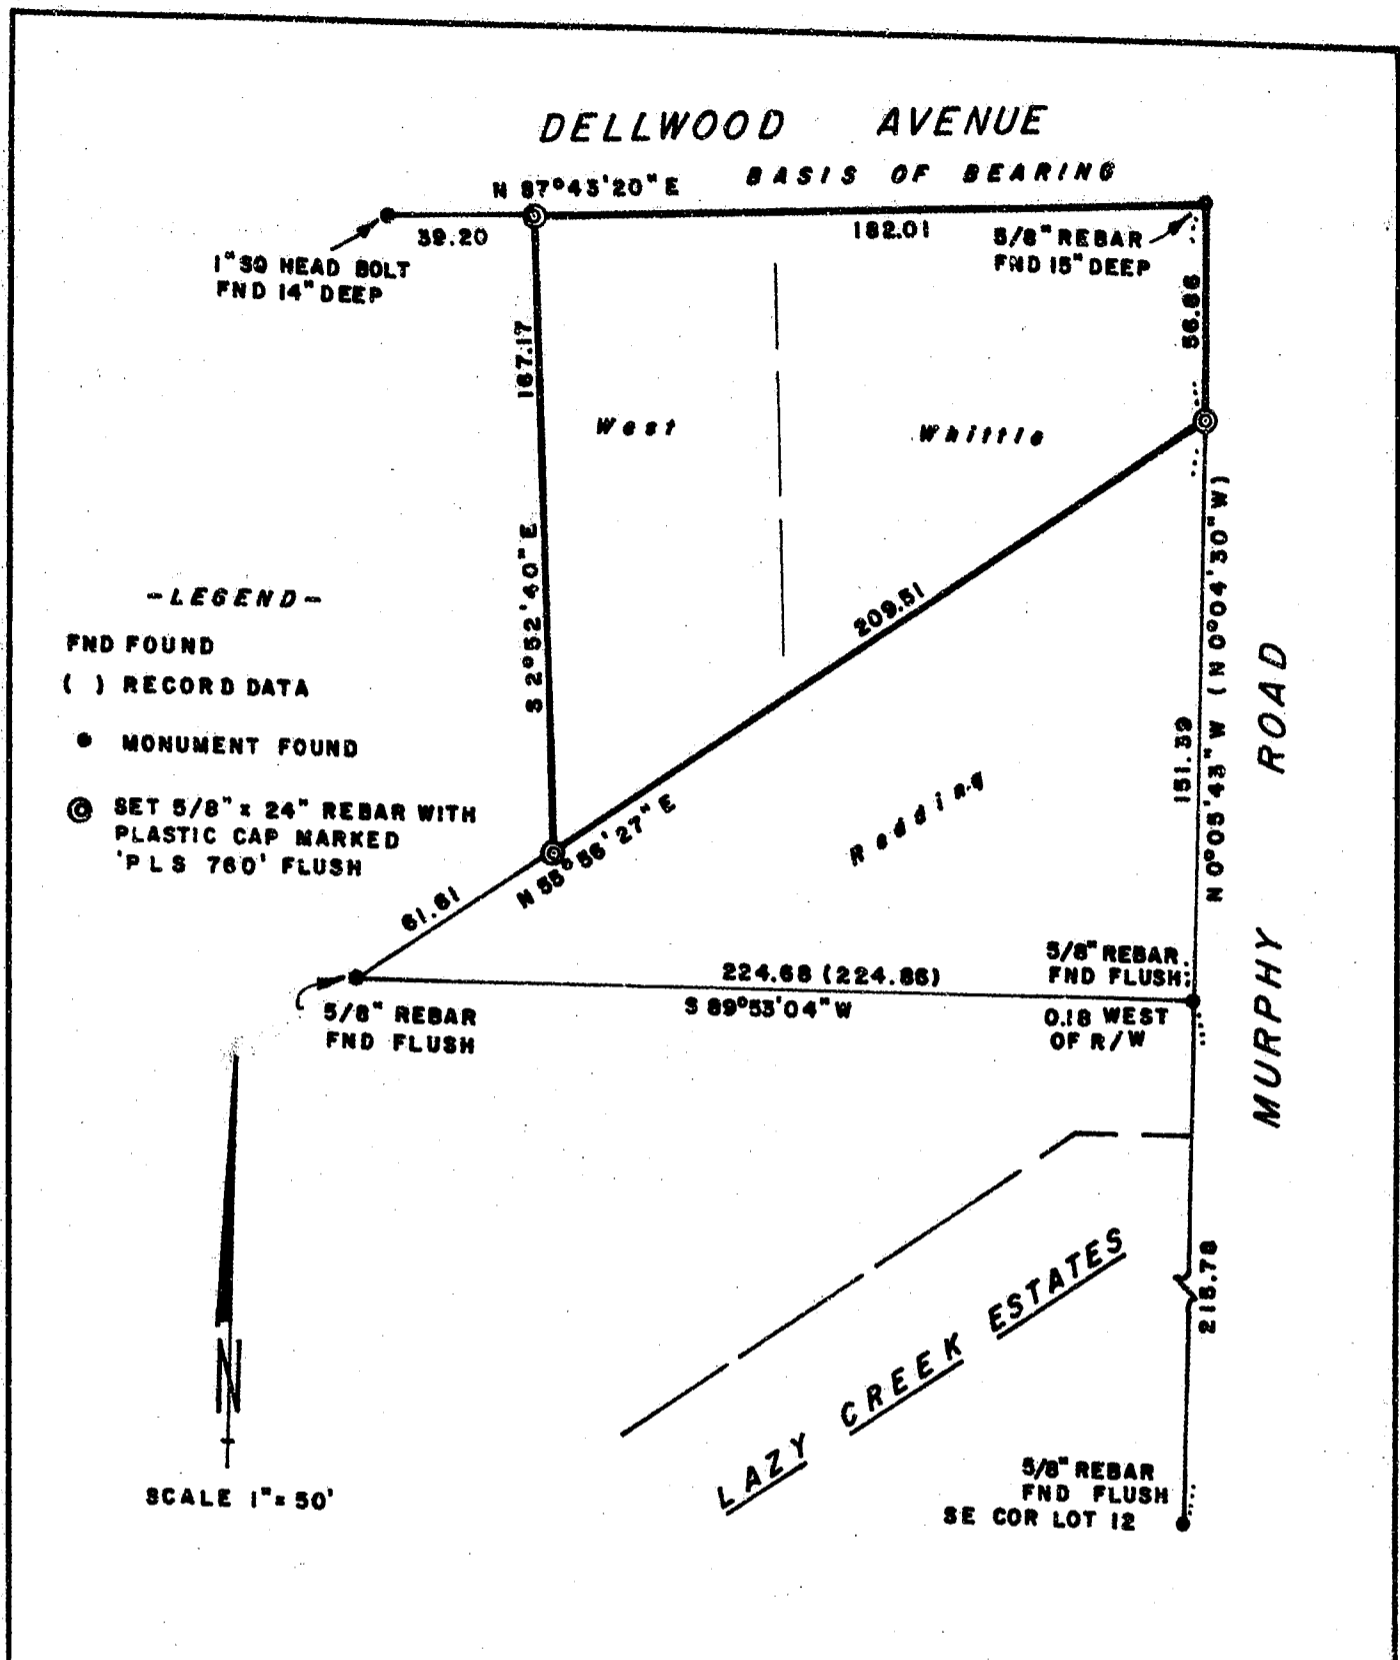 DELLWOOD AVENUE
N 87°43'20" E BASIS OF BEARING
39.20
182.01
1" SQ HEAD BOLT
FND 14" DEEP
5/8" REBAR
FND 15" DEEP
56.86
167.17
S 2°52'40" E
West
Whittle
209.51
N 55°56'27" E
61.61
Redding
151.39
N 0°05'43" W (N 0°04'30" W)
MURPHY ROAD
-LEGEND-
FND FOUND
( ) RECORD DATA
MONUMENT FOUND
SET 5/8" x 24" REBAR WITH
PLASTIC CAP MARKED
'PLS 760' FLUSH
5/8" REBAR
FND FLUSH
224.68 (224.86)
S 89°53'04" W
5/8" REBAR
FND FLUSH
0.18 WEST
OF R/W
215.78
LAZY CREEK ESTATES
N
SCALE 1"= 50'
5/8" REBAR
FND FLUSH
SE COR LOT 12